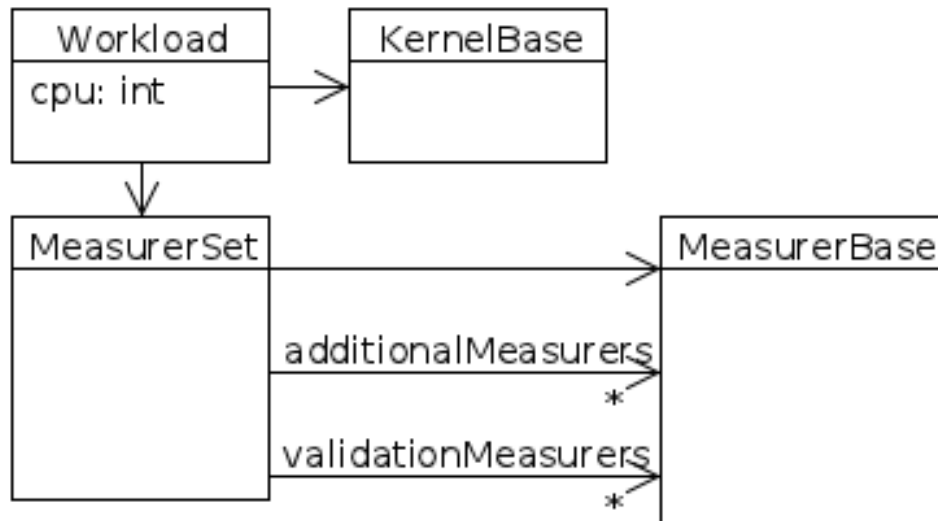 Workload
KernelBase
cpu: int
MeasurerSet
MeasurerBase
additionalMeasurers
*
validationMeasurers
*